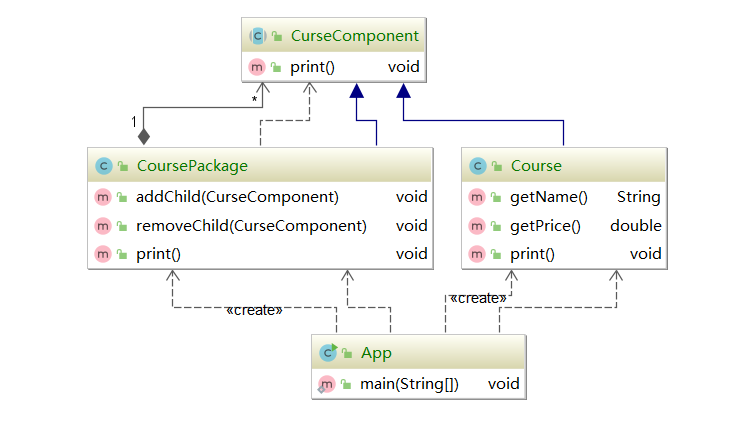 CurseComponent
print() void
*
1
CoursePackage
addChild(CurseComponent) void
removeChild(CurseComponent) void
print() void
Course
getName() String
getPrice() double
print() void
«create»
«create»
App
main(String[]) void